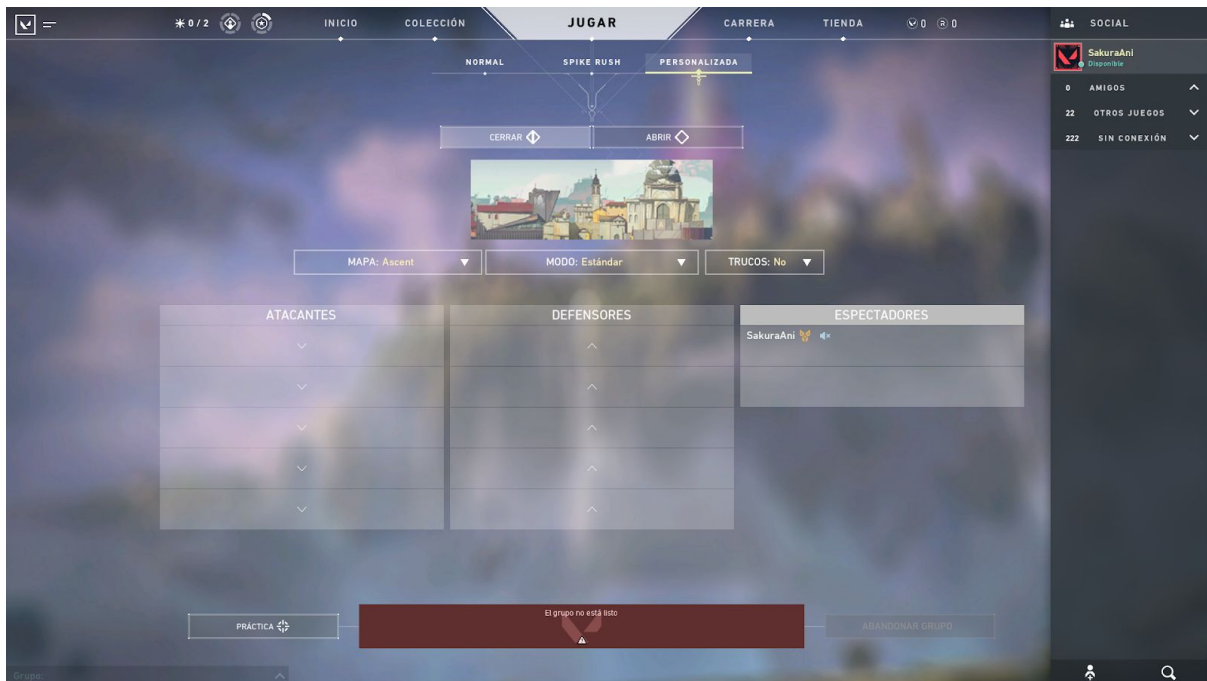 0 / 2
INICIO
COLECCIÓN
JUGAR
CARRERA
TIENDA
0
0
SOCIAL
NORMAL
SPIKE RUSH
PERSONALIZADA
SakuraAni
Disponible
0 AMIGOS
22 OTROS JUEGOS
222 SIN CONEXIÓN
CERRAR
ABRIR
MAPA: Ascent
MODO: Estándar
TRUCOS: No
ATACANTES
DEFENSORES
ESPECTADORES
SakuraAni
PRÁCTICA
El grupo no está listo
ABANDONAR GRUPO
Grupo: